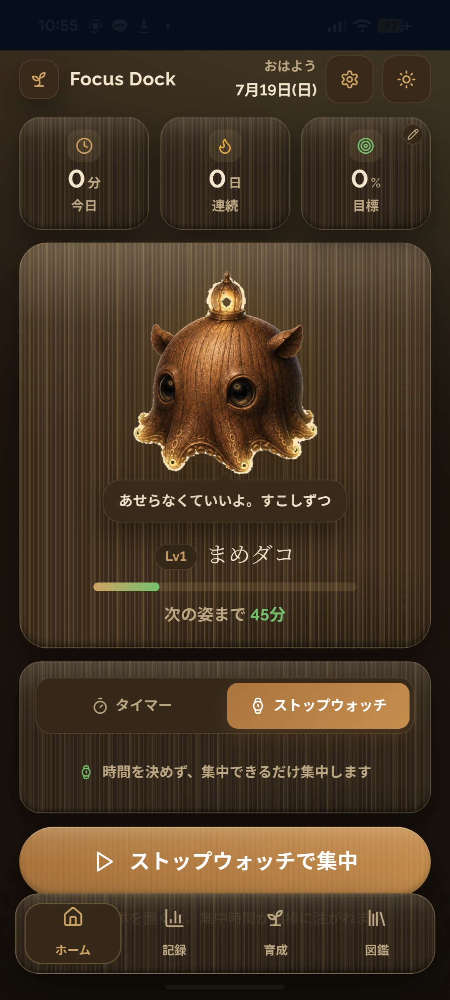 10:55
LINE
77
Focus Dock
おはよう
7月19日(日)
0分
今日
0日
連続
0%
目標
あせらなくていいよ。すこしずつ
Lv1 まめダコ
次の姿まで 45分
タイマー
ストップウォッチ
時間を決めず、集中できるだけ集中します
ストップウォッチで集中
を置く 、集中時間が 棒に注がれま
ホーム
記録
育成
図鑑